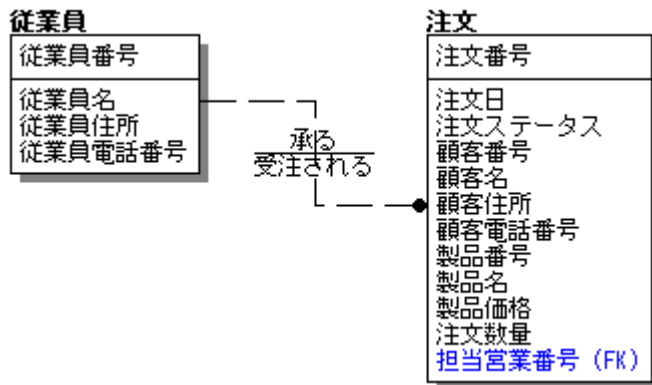 従業員
従業員番号
従業員名
従業員住所
従業員電話番号
承る
受注される
注文
注文番号
注文日
注文ステータス
顧客番号
顧客名
顧客住所
顧客電話番号
製品番号
製品名
製品価格
注文数量
担当営業番号 (FK)